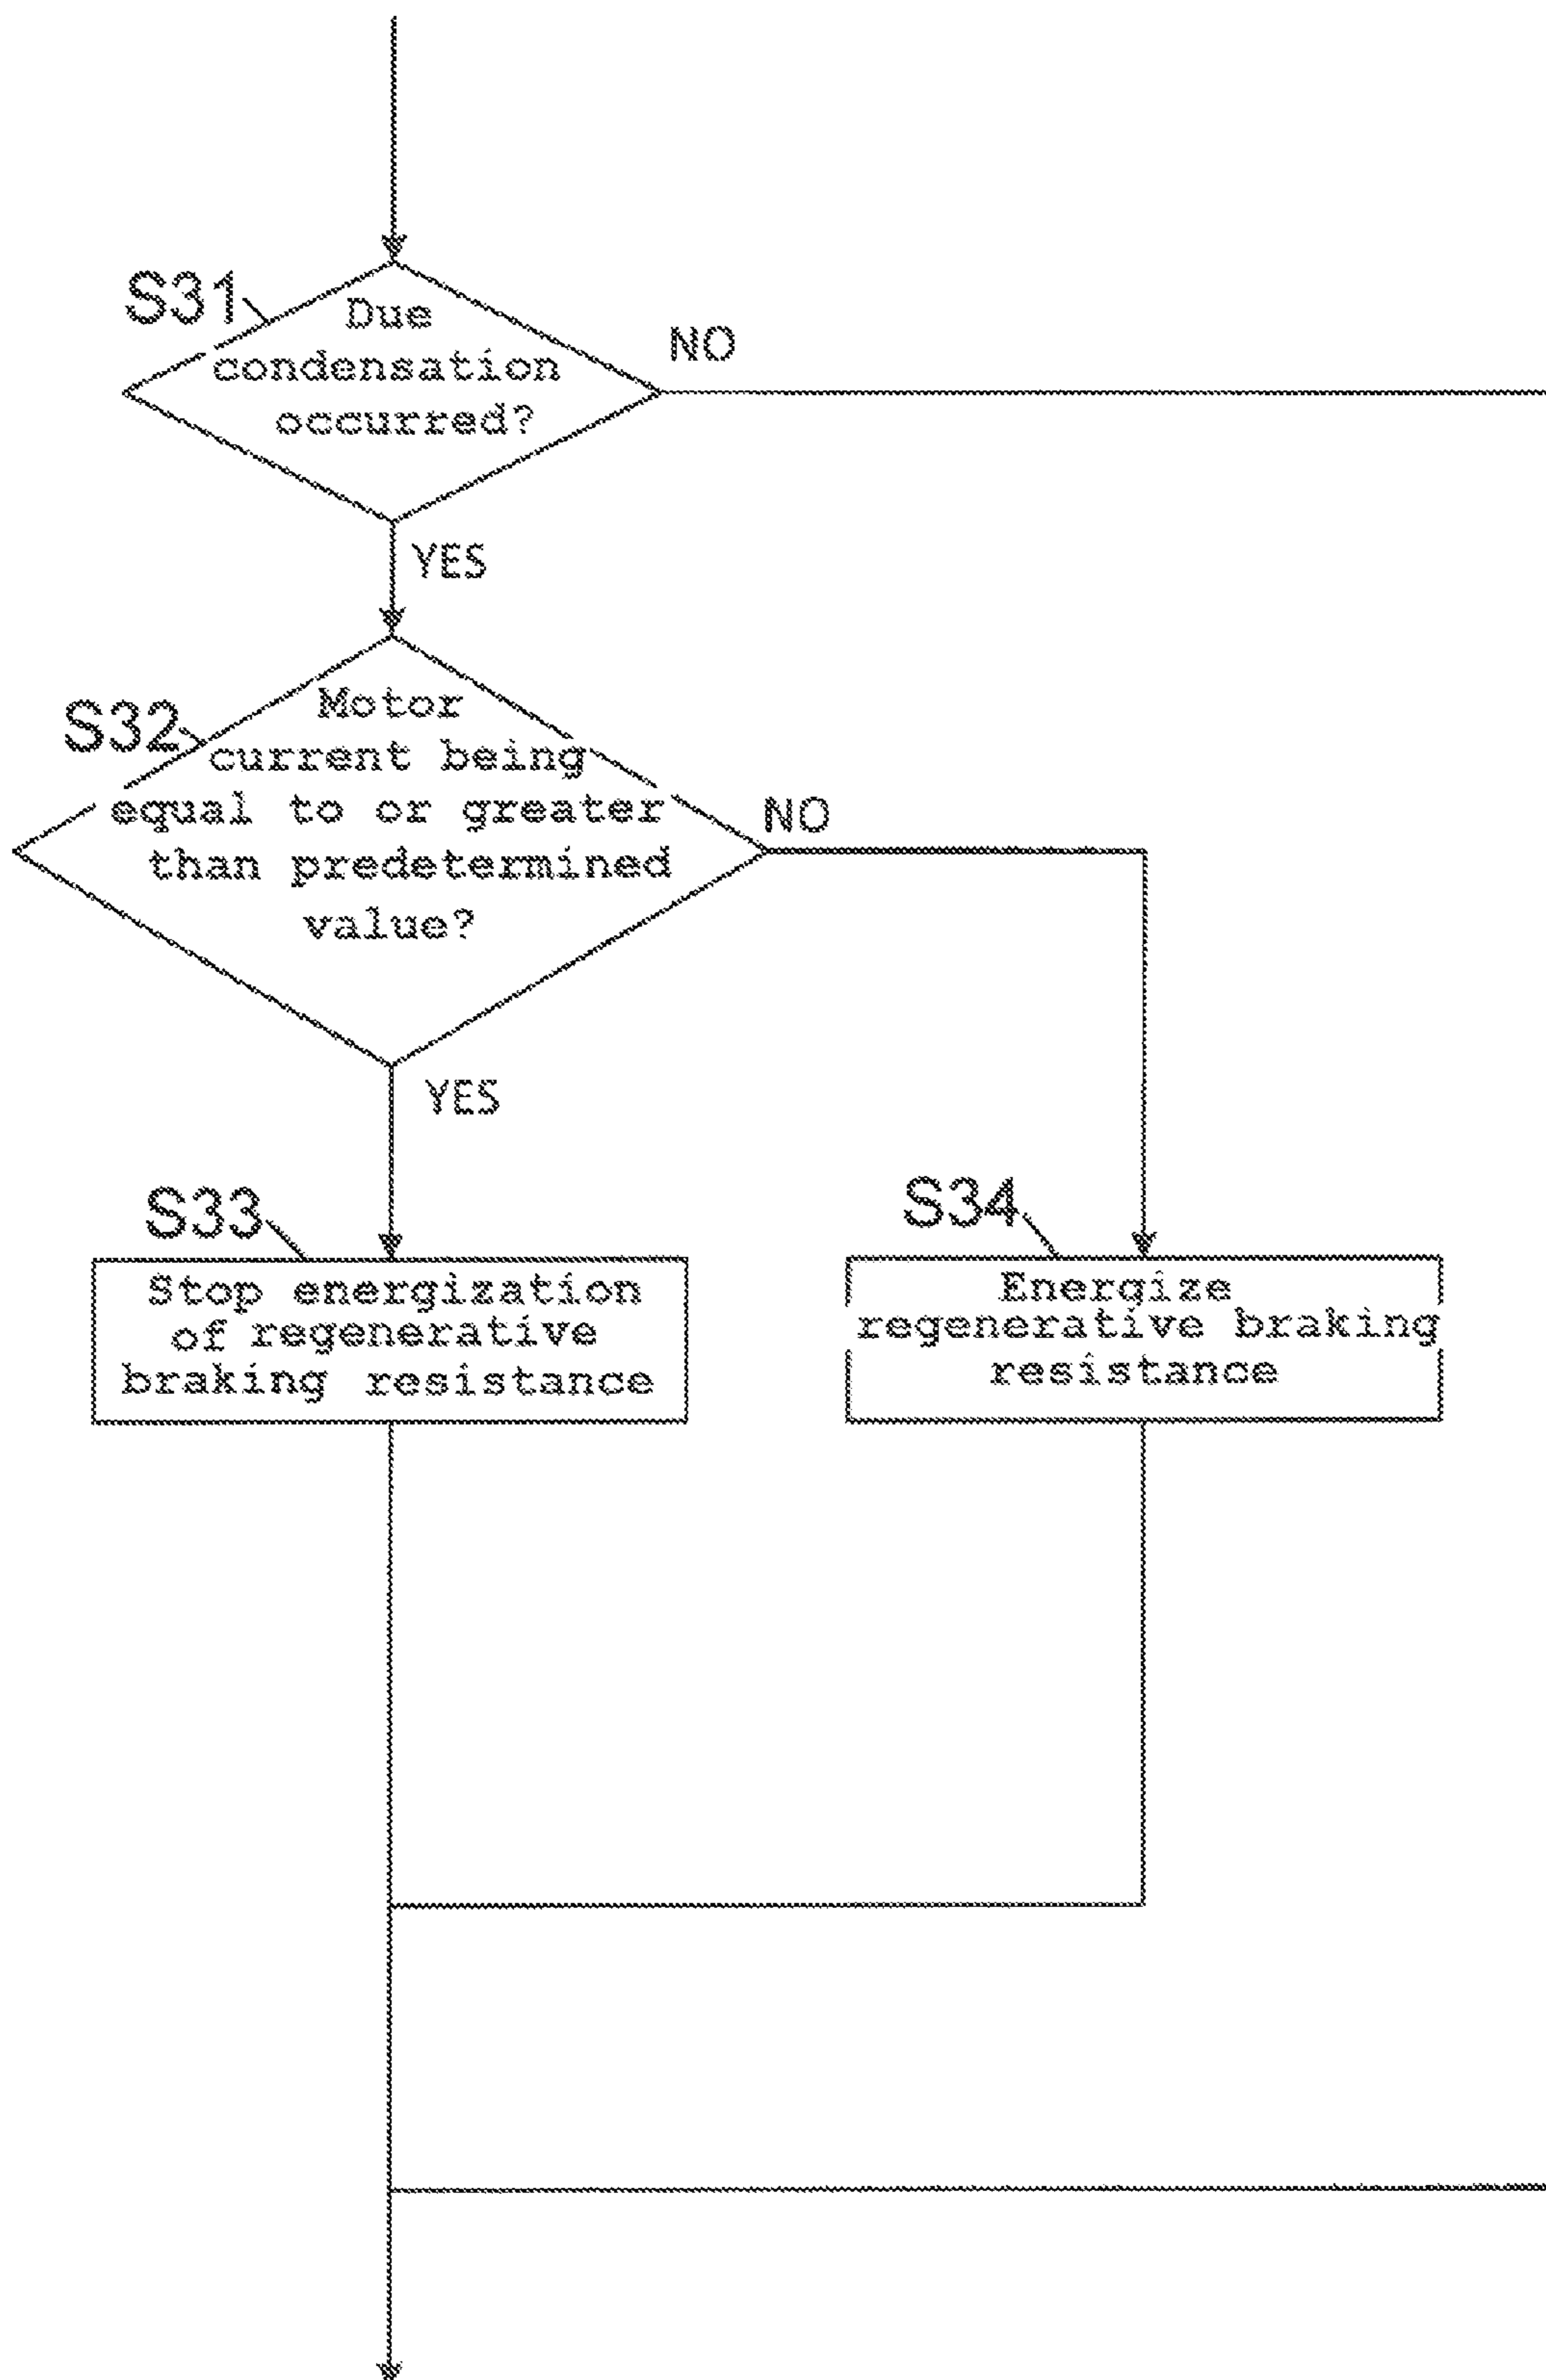 S31
Due
condensation
occurred?
NO
YES
S32
Motor
current being
equal to or greater
than predetermined
value?
NO
YES
S33
Stop energization
of regenerative
braking resistance
S34
Energize
regenerative braking
resistance